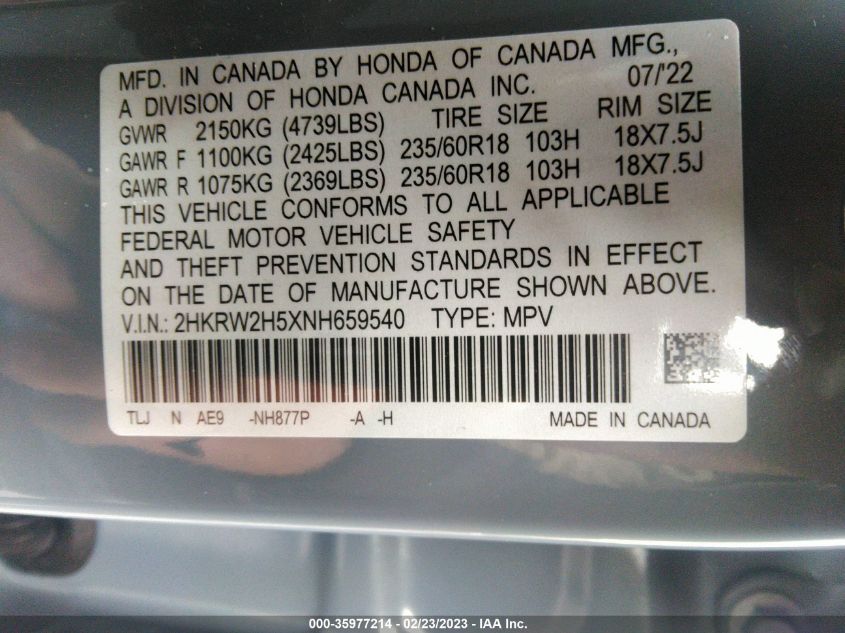 MFD. IN CANADA BY HONDA OF CANADA MFG.,
A DIVISION OF HONDA CANADA INC. 07/'22
GVWR 2150KG (4739LBS) TIRE SIZE RIM SIZE
GAWR F 1100KG (2425LBS) 235/60R18 103H 18X7.5J
GAWR R 1075KG (2369LBS) 235/60R18 103H 18X7.5J
THIS VEHICLE CONFORMS TO ALL APPLICABLE
FEDERAL MOTOR VEHICLE SAFETY
AND THEFT PREVENTION STANDARDS IN EFFECT
ON THE DATE OF MANUFACTURE SHOWN ABOVE.
V.I.N.: 2HKRW2H5XNH659540 TYPE: MPV
TLJ N AE9 -NH877P -A -H MADE IN CANADA
000-35977214 - 02/23/2023 - IAA Inc.